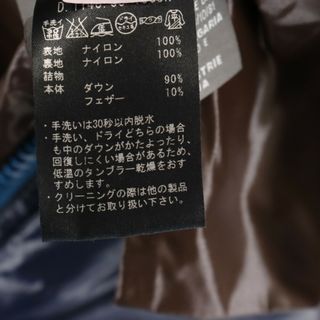 手洗イ
表地 ナイロン 100%
裏地 ナイロン 100%
詰物
本体 ダウン 90%
フェザー 10%
・手洗いは30秒以内脱水
・手洗い、ドライどちらの場合
も中のダウンがかたよったり、
回復しにくい場合があるため、
低温のタンブラー乾燥をおす
すめします。
・クリーニングの際は他の製品
と分けてお取り扱い下さい。
GARIA
STRIE